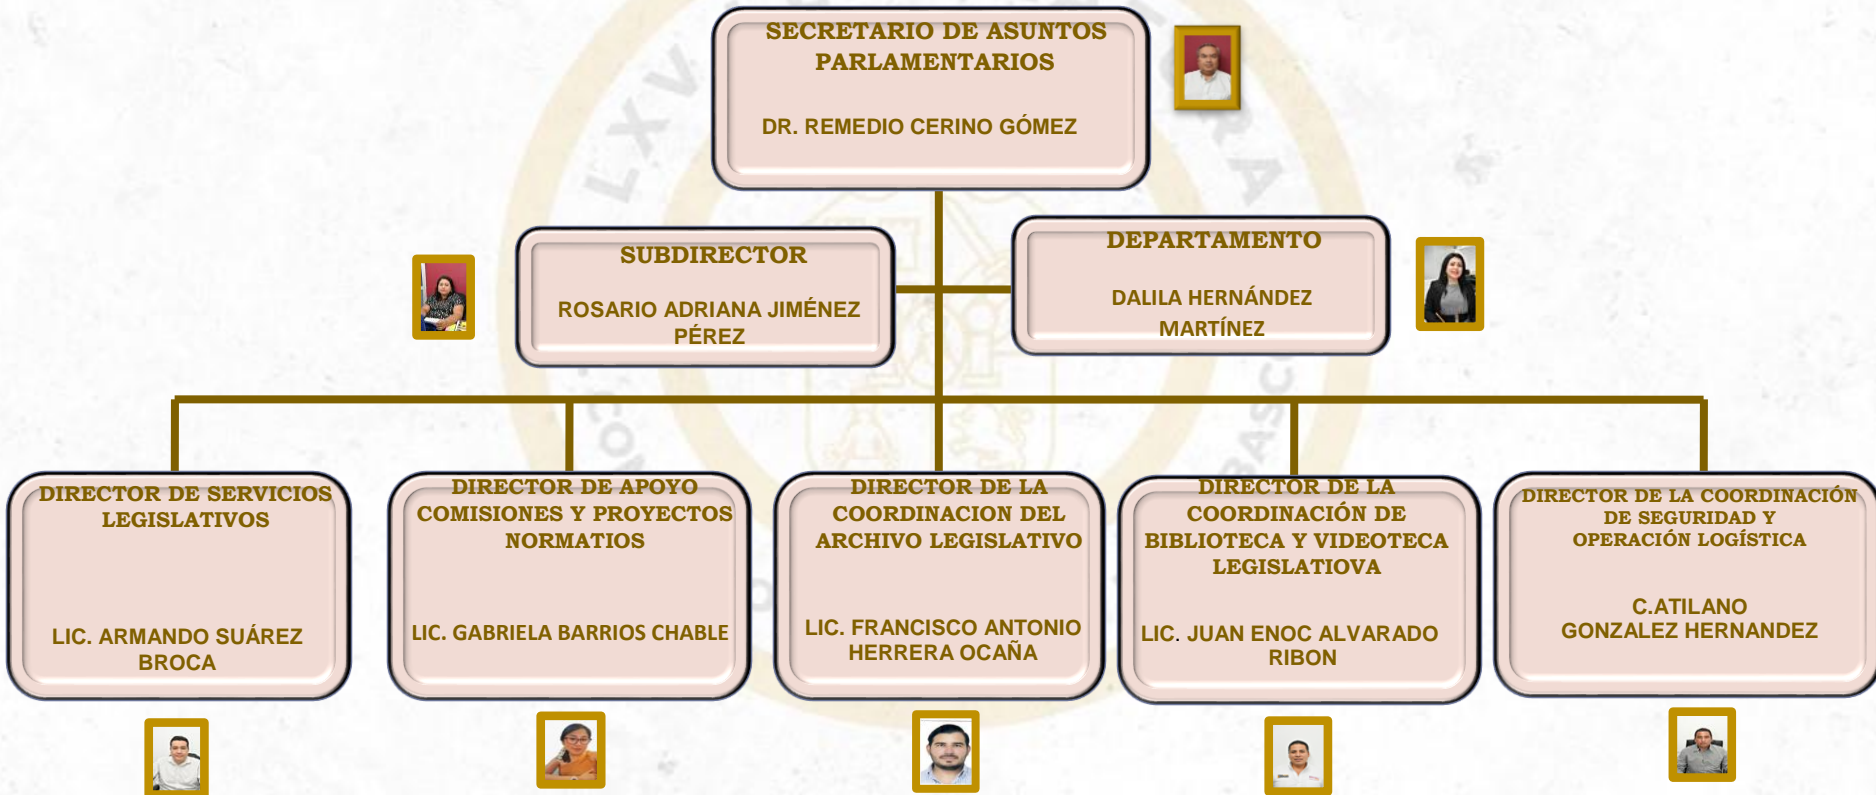 SECRETARIO DE ASUNTOS
PARLAMENTARIOS
DR. REMEDIO CERINO GÓMEZ
SUBDIRECTOR
ROSARIO ADRIANA JIMÉNEZ
PÉREZ
DEPARTAMENTO
DALILA HERNÁNDEZ
MARTÍNEZ
DIRECTOR DE SERVICIOS
LEGISLATIVOS
LIC. ARMANDO SUÁREZ
BROCA
DIRECTOR DE APOYO
COMISIONES Y PROYECTOS
NORMATIOS
LIC. GABRIELA BARRIOS CHABLE
DIRECTOR DE LA
COORDINACION DEL
ARCHIVO LEGISLATIVO
LIC. FRANCISCO ANTONIO
HERRERA OCAÑA
DIRECTOR DE LA
COORDINACIÓN DE
BIBLIOTECA Y VIDEOTECA
LEGISLATIOVA
LIC. JUAN ENOC ALVARADO
RIBON
DIRECTOR DE LA COORDINACIÓN
DE SEGURIDAD Y
OPERACIÓN LOGÍSTICA
C.ATILANO
GONZALEZ HERNANDEZ